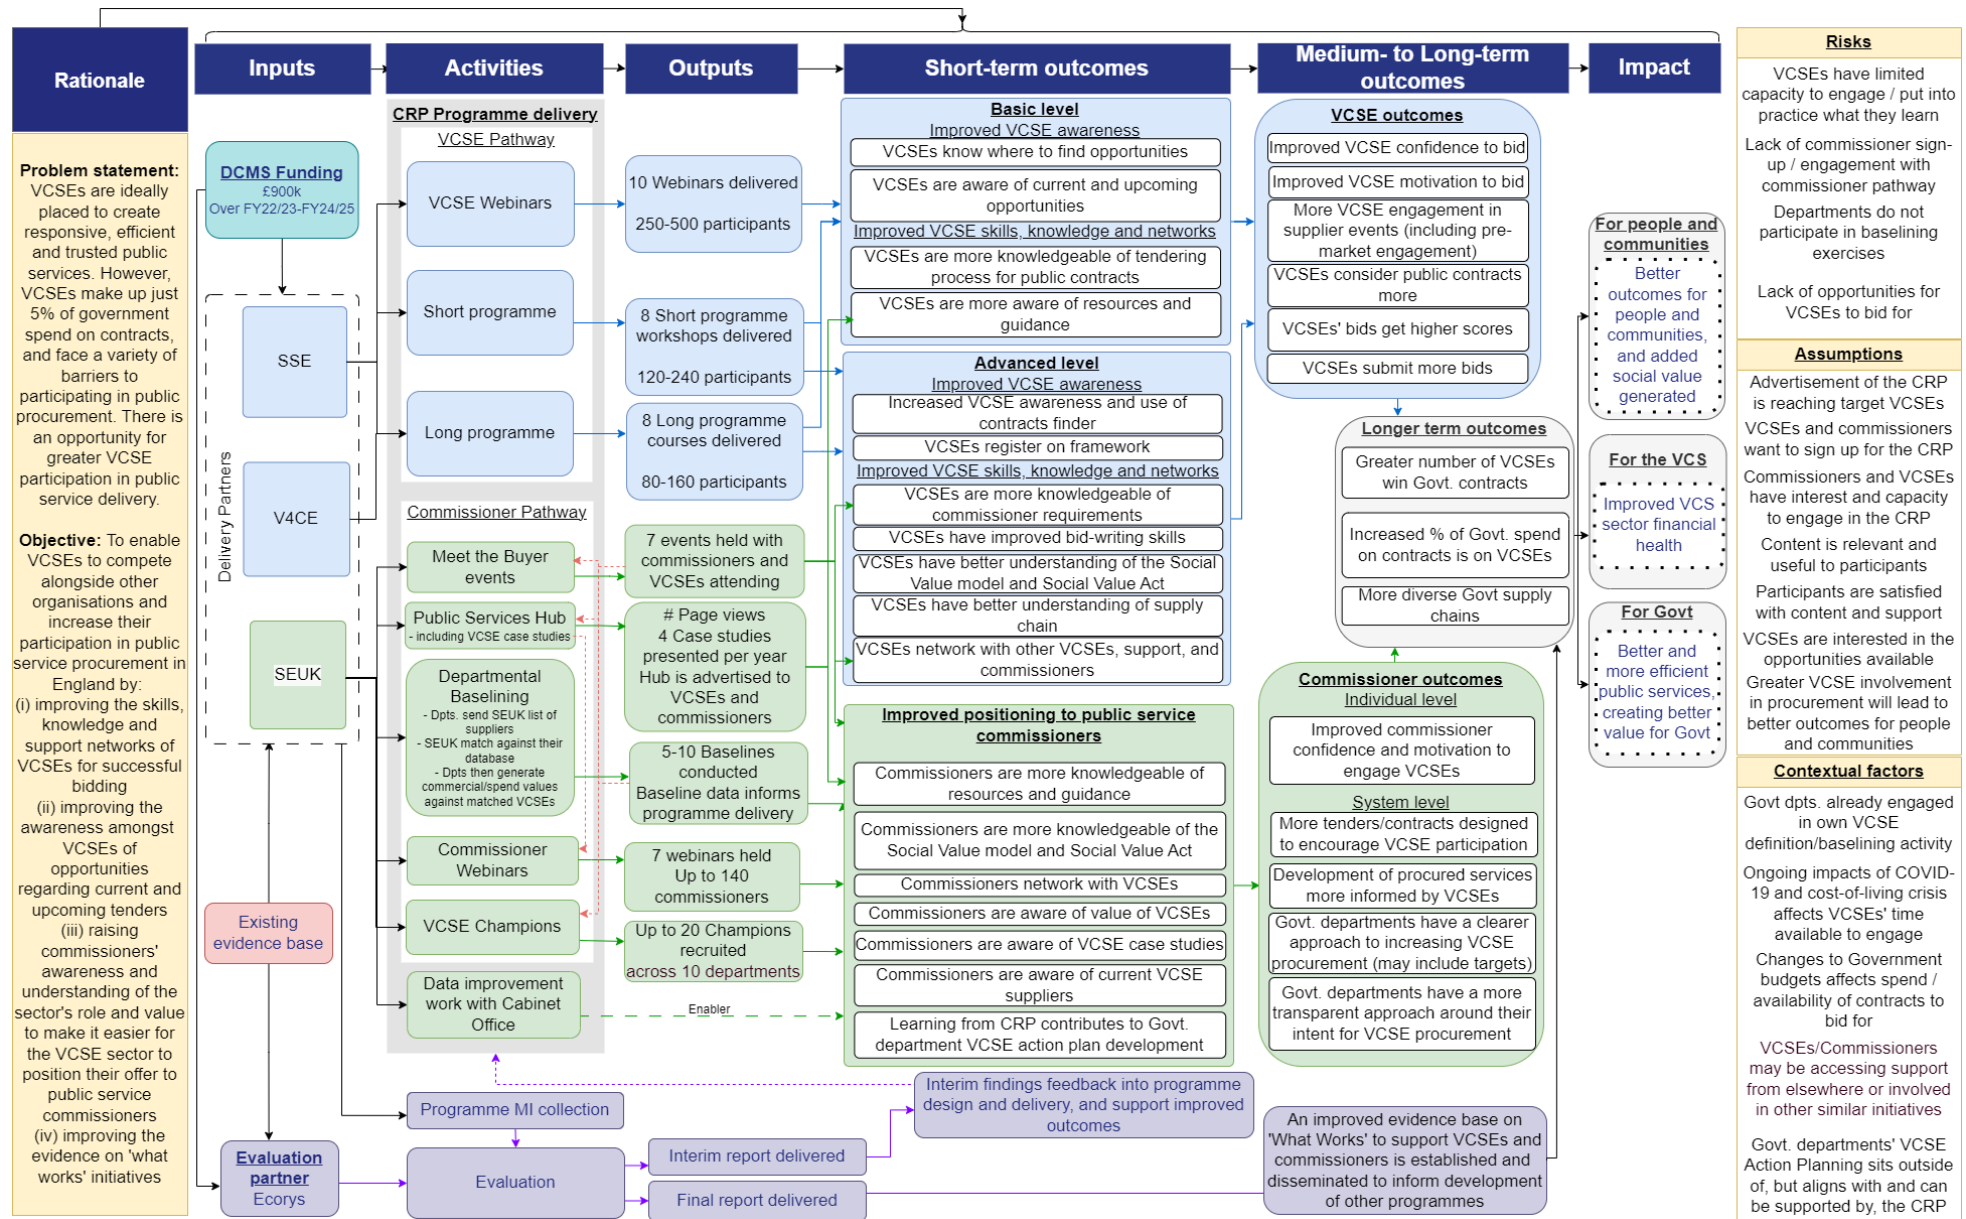 Rationale
Problem statement:
VCSEs are ideally
placed to create
responsive, efficient
and trusted public
services. However,
VCSEs make up just
5% of government
spend on contracts,
and face a variety of
barriers to
participating in public
procurement. There is
an opportunity for
greater VCSE
participation in public
service delivery.
Objective: To enable
VCSEs to compete
alongside other
organisations and
increase their
participation in public
service procurement in
England by:
(i) improving the skills,
knowledge and
support networks of
VCSEs for successful
bidding
(ii) improving the
awareness amongst
VCSEs of
opportunities
regarding current and
upcoming tenders
(iii) raising
commissioners'
awareness and
understanding of the
sector's role and value
to make it easier for
the VCSE sector to
position their offer to
public service
commissioners
(iv) improving the
evidence on 'what
works' initiatives
Inputs
DCMS Funding
£900k
Over FY22/23-FY24/25
Delivery Partners
SSE
V4CE
SEUK
Existing
evidence base
Evaluation
partner
Ecorys
Activities
CRP Programme delivery
VCSE Pathway
VCSE Webinars
Short programme
Long programme
Commissioner Pathway
Meet the Buyer
events
Public Services Hub
- including VCSE case studies
Departmental
Baselining
- Dpts. send SEUK list of
suppliers
- SEUK match against their
database
- Dpts then generate
commercial/spend values
against matched VCSEs
Commissioner
Webinars
VCSE Champions
Data improvement
work with Cabinet
Office
Programme MI collection
Evaluation
Outputs
10 Webinars delivered
250-500 participants
8 Short programme
workshops delivered
120-240 participants
8 Long programme
courses delivered
80-160 participants
7 events held with
commissioners and
VCSEs attending
# Page views
4 Case studies
presented per year
Hub is advertised to
VCSEs and
commissioners
5-10 Baselines
conducted
Baseline data informs
programme delivery
7 webinars held
Up to 140
commissioners
Up to 20 Champions
recruited
across 10 departments
Enabler
Interim report delivered
Final report delivered
Short-term outcomes
Basic level
Improved VCSE awareness
VCSEs know where to find opportunities
VCSEs are aware of current and upcoming
opportunities
Improved VCSE skills, knowledge and networks
VCSEs are more knowledgeable of tendering
process for public contracts
VCSEs are more aware of resources and
guidance
Advanced level
Improved VCSE awareness
Increased VCSE awareness and use of
contracts finder
VCSEs register on framework
Improved VCSE skills, knowledge and networks
VCSEs are more knowledgeable of
commissioner requirements
VCSEs have improved bid-writing skills
VCSEs have better understanding of the Social
Value model and Social Value Act
VCSEs have better understanding of supply
chain
VCSEs network with other VCSEs, support, and
commissioners
Improved positioning to public service
commissioners
Commissioners are more knowledgeable of
resources and guidance
Commissioners are more knowledgeable of the
Social Value model and Social Value Act
Commissioners network with VCSEs
Commissioners are aware of value of VCSEs
Commissioners are aware of VCSE case studies
Commissioners are aware of current VCSE
suppliers
Learning from CRP contributes to Govt.
department VCSE action plan development
Interim findings feedback into programme
design and delivery, and support improved
outcomes
Medium- to Long-term
outcomes
VCSE outcomes
Improved VCSE confidence to bid
Improved VCSE motivation to bid
More VCSE engagement in
supplier events (including pre-
market engagement)
VCSEs consider public contracts
more
VCSEs' bids get higher scores
VCSEs submit more bids
Longer term outcomes
Greater number of VCSEs
win Govt. contracts
Increased % of Govt. spend
on contracts is on VCSEs
More diverse Govt supply
chains
Commissioner outcomes
Individual level
Improved commissioner
confidence and motivation to
engage VCSEs
System level
More tenders/contracts designed
to encourage VCSE participation
Development of procured services
more informed by VCSEs
Govt. departments have a clearer
approach to increasing VCSE
procurement (may include targets)
Govt. departments have a more
transparent approach around their
intent for VCSE procurement
An improved evidence base on
'What Works' to support VCSEs and
commissioners is established and
disseminated to inform development
of other programmes
Impact
For people and
communities
Better
outcomes for
people and
communities,
and added
social value
generated
For the VCS
Improved VCS
sector financial
health
For Govt
Better and
more efficient
public services,
creating better
value for Govt
Risks
VCSEs have limited
capacity to engage / put into
practice what they learn
Lack of commissioner sign-
up / engagement with
commissioner pathway
Departments do not
participate in baselining
exercises
Lack of opportunities for
VCSEs to bid for
Assumptions
Advertisement of the CRP
is reaching target VCSEs
VCSEs and commissioners
want to sign up for the CRP
Commissioners and VCSEs
have interest and capacity
to engage in the CRP
Content is relevant and
useful to participants
Participants are satisfied
with content and support
VCSEs are interested in the
opportunities available
Greater VCSE involvement
in procurement will lead to
better outcomes for people
and communities
Contextual factors
Govt dpts. already engaged
in own VCSE
definition/baselining activity
Ongoing impacts of COVID-
19 and cost-of-living crisis
affects VCSEs' time
available to engage
Changes to Government
budgets affects spend /
availability of contracts to
bid for
VCSEs/Commissioners
may be accessing support
from elsewhere or involved
in other similar initiatives
Govt. departments' VCSE
Action Planning sits outside
of, but aligns with and can
be supported by, the CRP